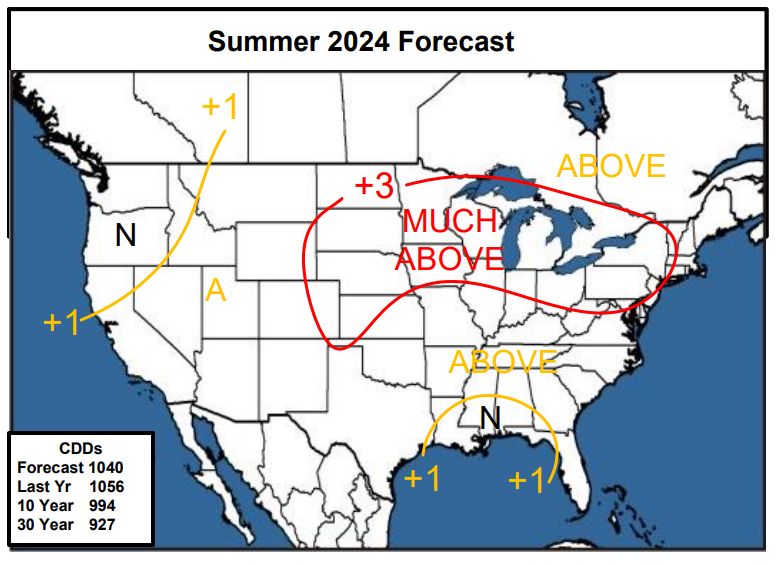 Summer 2024 Forecast
+1
ABOVE
+3
MUCH
ABOVE
N
A
+1
ABOVE
N
+1
+1
CDDs
Forecast 1040
Last Yr 1056
10 Year 994
30 Year 927